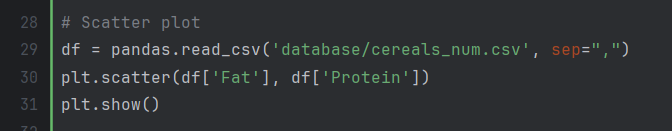 28 # Scatter plot
29 df = pandas.read_csv('database/cereals_num.csv', sep=",")
30 plt.scatter(df['Fat'], df['Protein'])
31 plt.show()